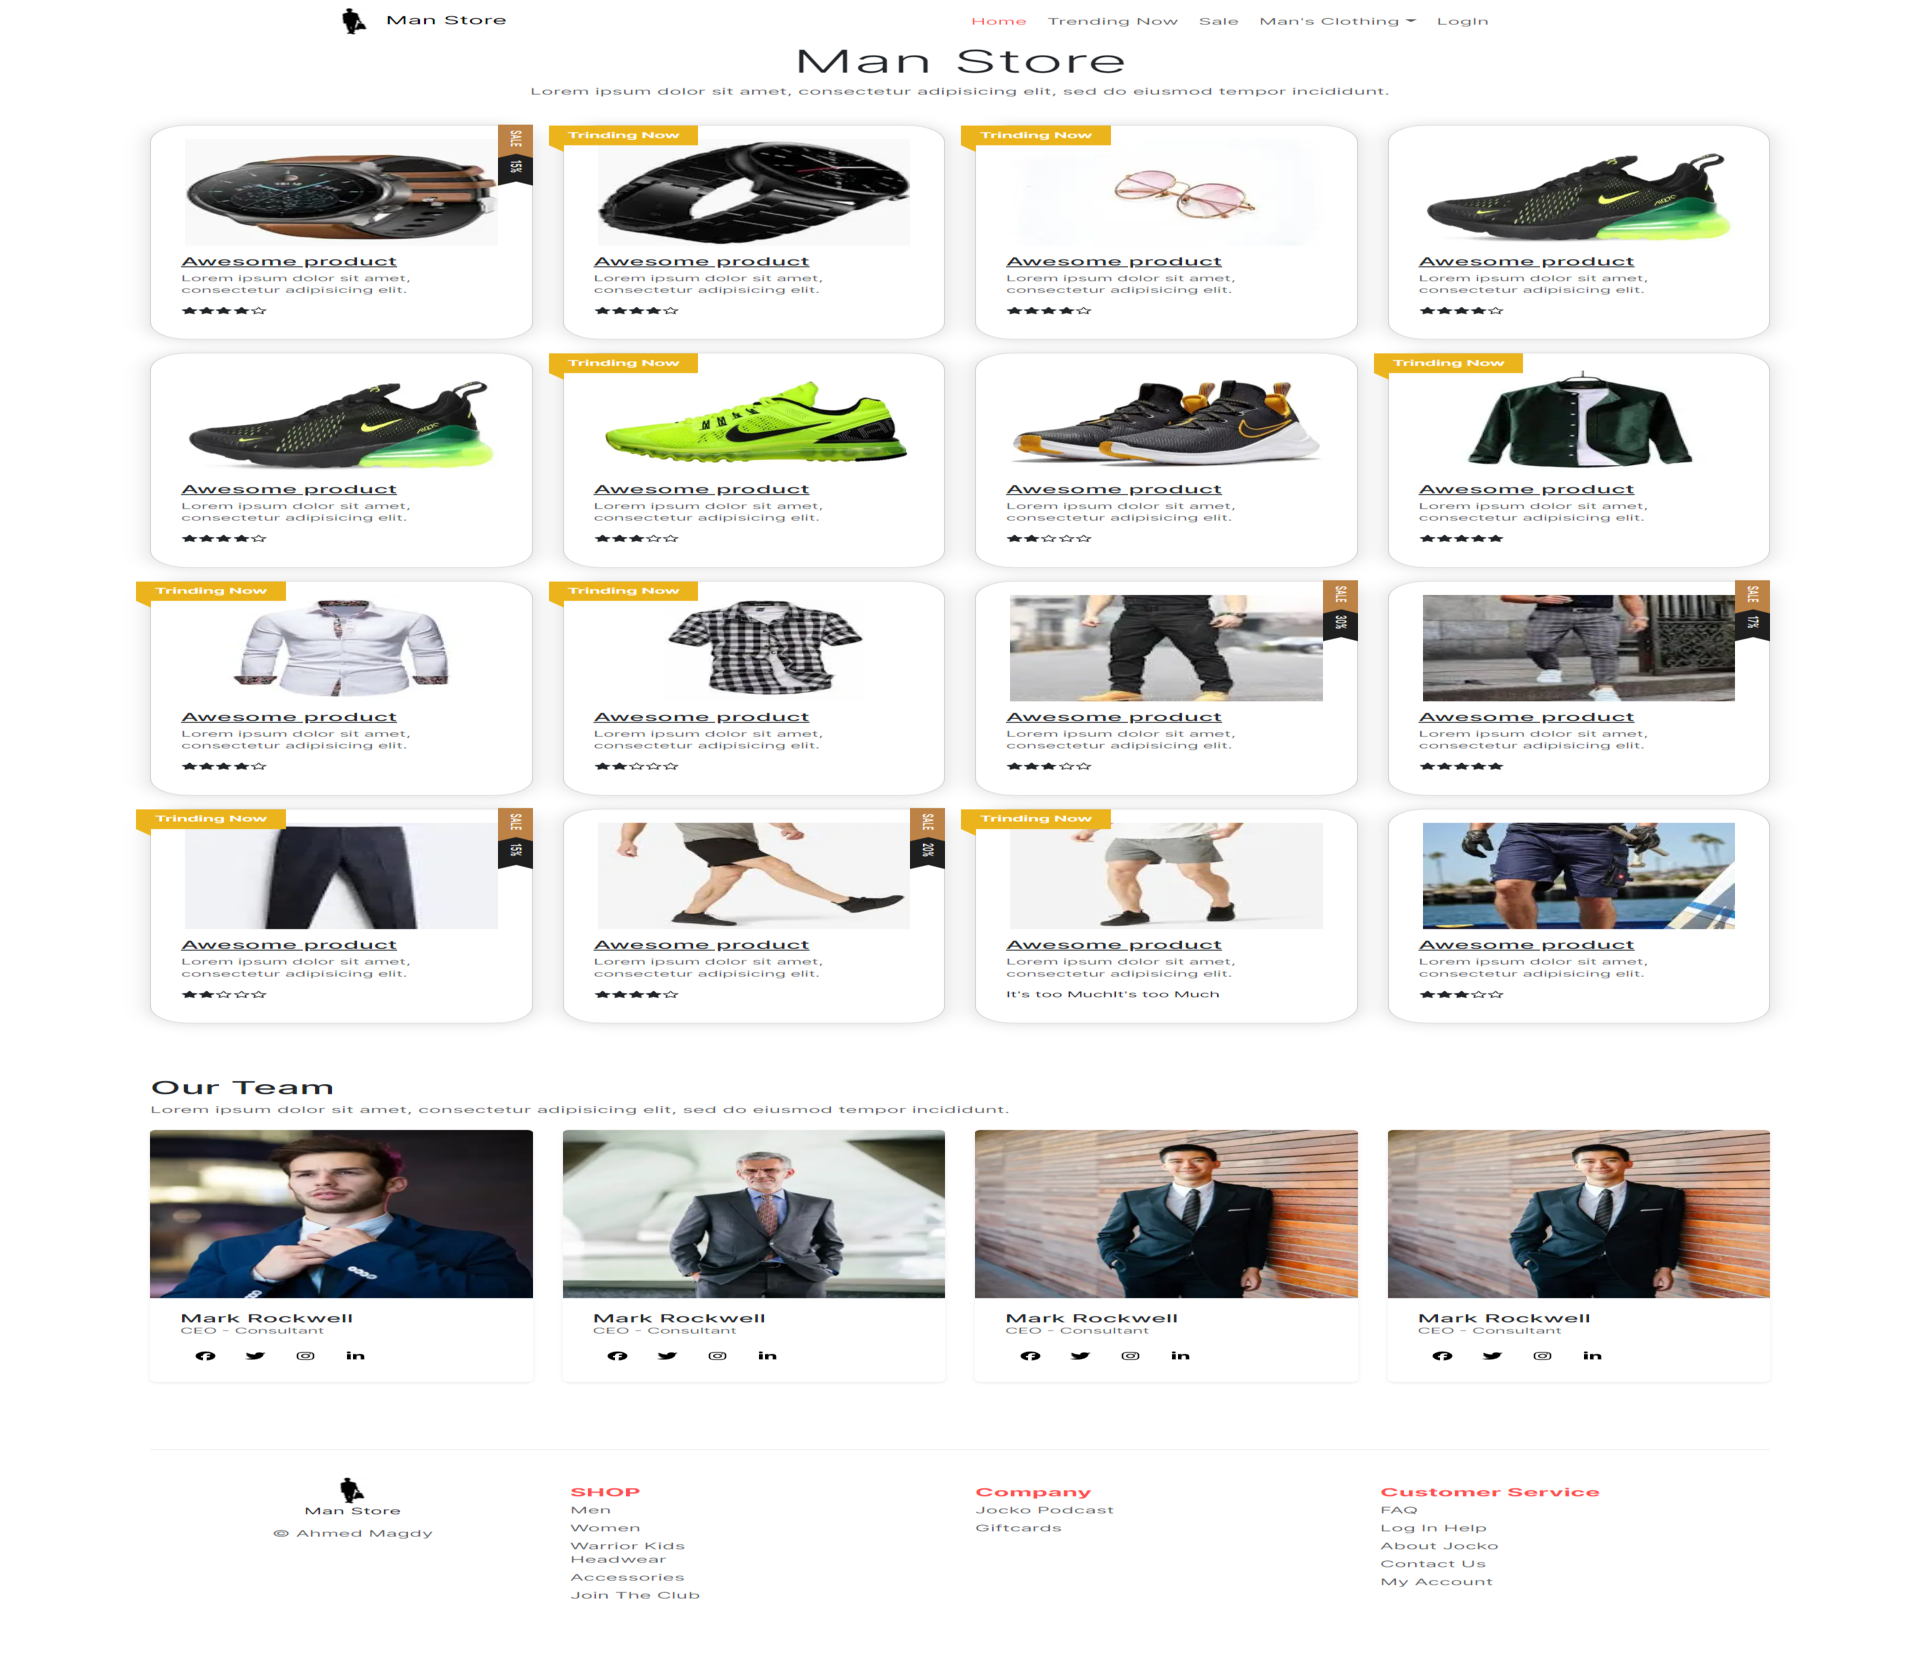 Man Store
Home Trending Now Sale Man's Clothing LogIn
Man Store
Lorem ipsum dolor sit amet, consectetur adipisicing elit, sed do eiusmod tempor incididunt.
SALE 15%
Awesome product
Lorem ipsum dolor sit amet,
consectetur adipisicing elit.
Trinding Now
Awesome product
Lorem ipsum dolor sit amet,
consectetur adipisicing elit.
Trinding Now
Awesome product
Lorem ipsum dolor sit amet,
consectetur adipisicing elit.
Awesome product
Lorem ipsum dolor sit amet,
consectetur adipisicing elit.
Awesome product
Lorem ipsum dolor sit amet,
consectetur adipisicing elit.
Trinding Now
Awesome product
Lorem ipsum dolor sit amet,
consectetur adipisicing elit.
Awesome product
Lorem ipsum dolor sit amet,
consectetur adipisicing elit.
Trinding Now
Awesome product
Lorem ipsum dolor sit amet,
consectetur adipisicing elit.
Trinding Now
Awesome product
Lorem ipsum dolor sit amet,
consectetur adipisicing elit.
Trinding Now
Awesome product
Lorem ipsum dolor sit amet,
consectetur adipisicing elit.
SALE 30%
Awesome product
Lorem ipsum dolor sit amet,
consectetur adipisicing elit.
SALE 17%
Awesome product
Lorem ipsum dolor sit amet,
consectetur adipisicing elit.
Trinding Now
SALE 15%
Awesome product
Lorem ipsum dolor sit amet,
consectetur adipisicing elit.
SALE 20%
Awesome product
Lorem ipsum dolor sit amet,
consectetur adipisicing elit.
Trinding Now
Awesome product
Lorem ipsum dolor sit amet,
consectetur adipisicing elit.
It's too MuchIt's too Much
Awesome product
Lorem ipsum dolor sit amet,
consectetur adipisicing elit.
Our Team
Lorem ipsum dolor sit amet, consectetur adipisicing elit, sed do eiusmod tempor incididunt.
Mark Rockwell
CEO - Consultant
Mark Rockwell
CEO - Consultant
Mark Rockwell
CEO - Consultant
Mark Rockwell
CEO - Consultant
Man Store
© Ahmed Magdy
SHOP
Men
Women
Warrior Kids
Headwear
Accessories
Join The Club
Company
Jocko Podcast
Giftcards
Customer Service
FAQ
Log In Help
About Jocko
Contact Us
My Account